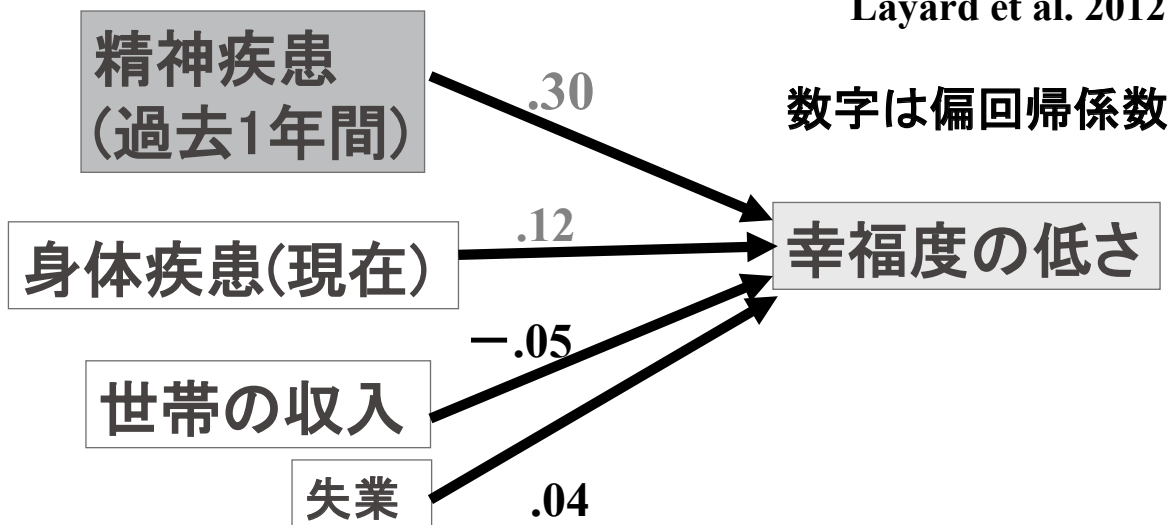 Layard et al. 2012
精神疾患
(過去1年間)
.30
数字は偏回帰係数
身体疾患(現在)
.12
幸福度の低さ
－.05
世帯の収入
失業
.04